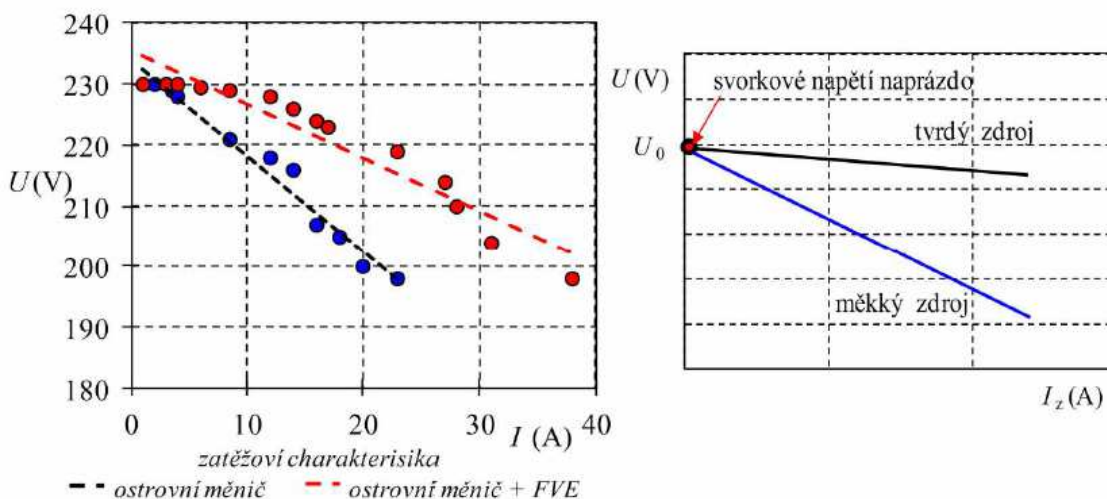 240
230
220
U (V)
210
200
190
180
0
10
20
30
40
I (A)
zatěžoví charakterisika
ostrovní měnič
ostrovní měnič + FVE
U (V)
svorkové napětí naprázdo
U0
tvrdý zdroj
měkký zdroj
Iz (A)